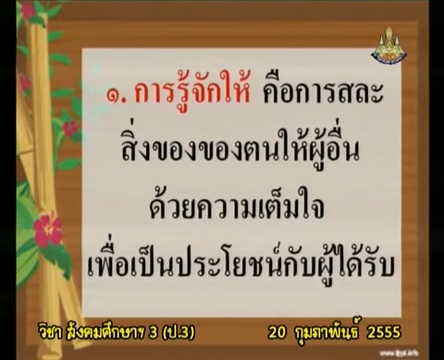 ๑. การรู้จักให้ คือการสละ
สิ่งของของตนให้ผู้อื่น
ด้วยความเต็มใจ
เพื่อเป็นประโยชน์กับผู้ได้รับ
วิชา สังคมศึกษาฯ 3 (ป.3) 20 กุมภาพันธ์ 2555